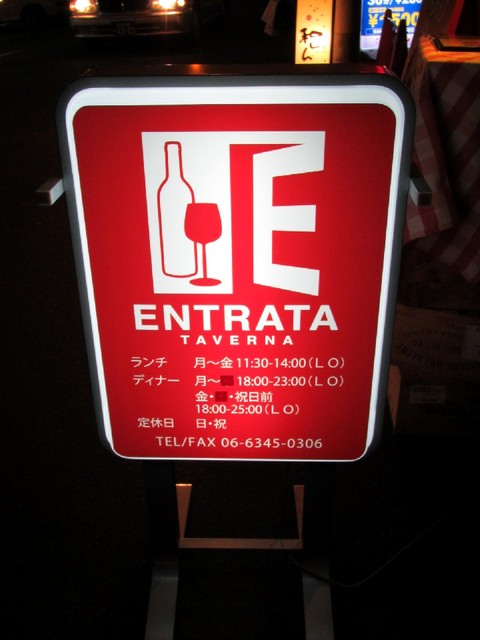 和ん
ENTRATA
TAVERNA
ランチ 月〜金 11:30-14:00(LO)
ディナー 月〜 18:00-23:00(LO)
金・ ・祝日前
18:00-25:00(LO)
定休日 日・祝
TEL/FAX 06-6345-0306